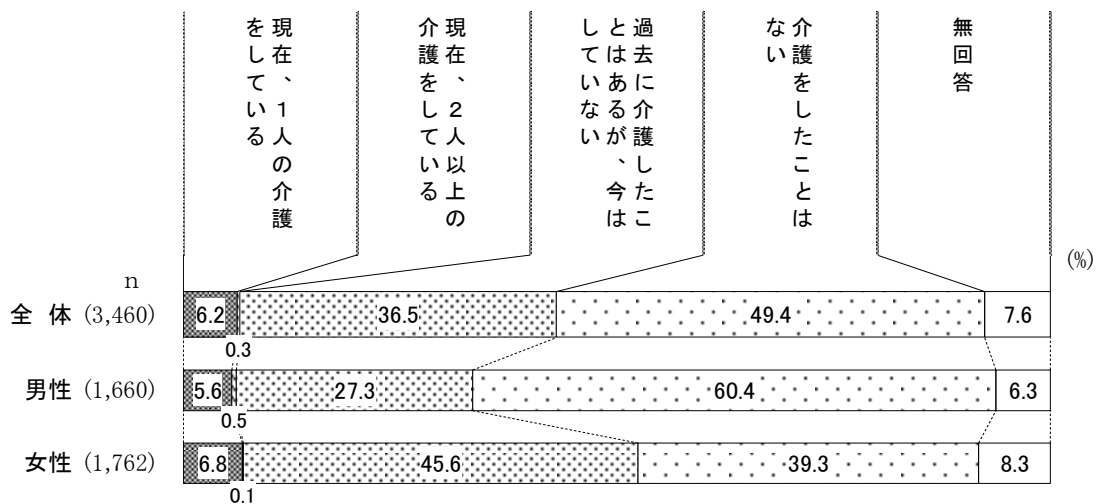 現在、１人の介護
をしている
現在、２人以上の
介護をしている
過去に介護したこ
とはあるが、今は
していない
介護をしたことは
ない
無回答
(%)
n
全 体 (3,460) 6.2 0.3 36.5 49.4 7.6
男性 (1,660) 5.6 0.5 27.3 60.4 6.3
女性 (1,762) 6.8 0.1 45.6 39.3 8.3